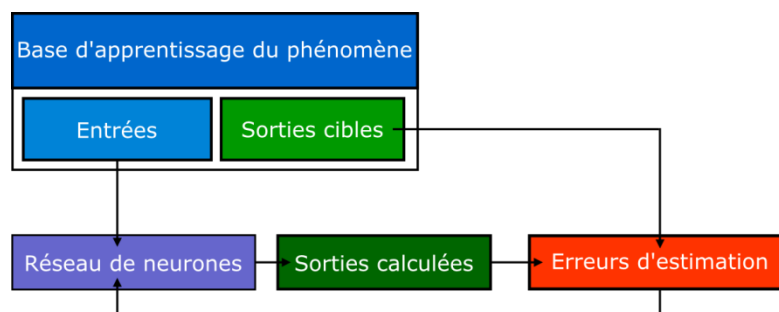 Base d'apprentissage du phénomène
Entrées
Sorties cibles
Réseau de neurones
Sorties calculées
Erreurs d'estimation